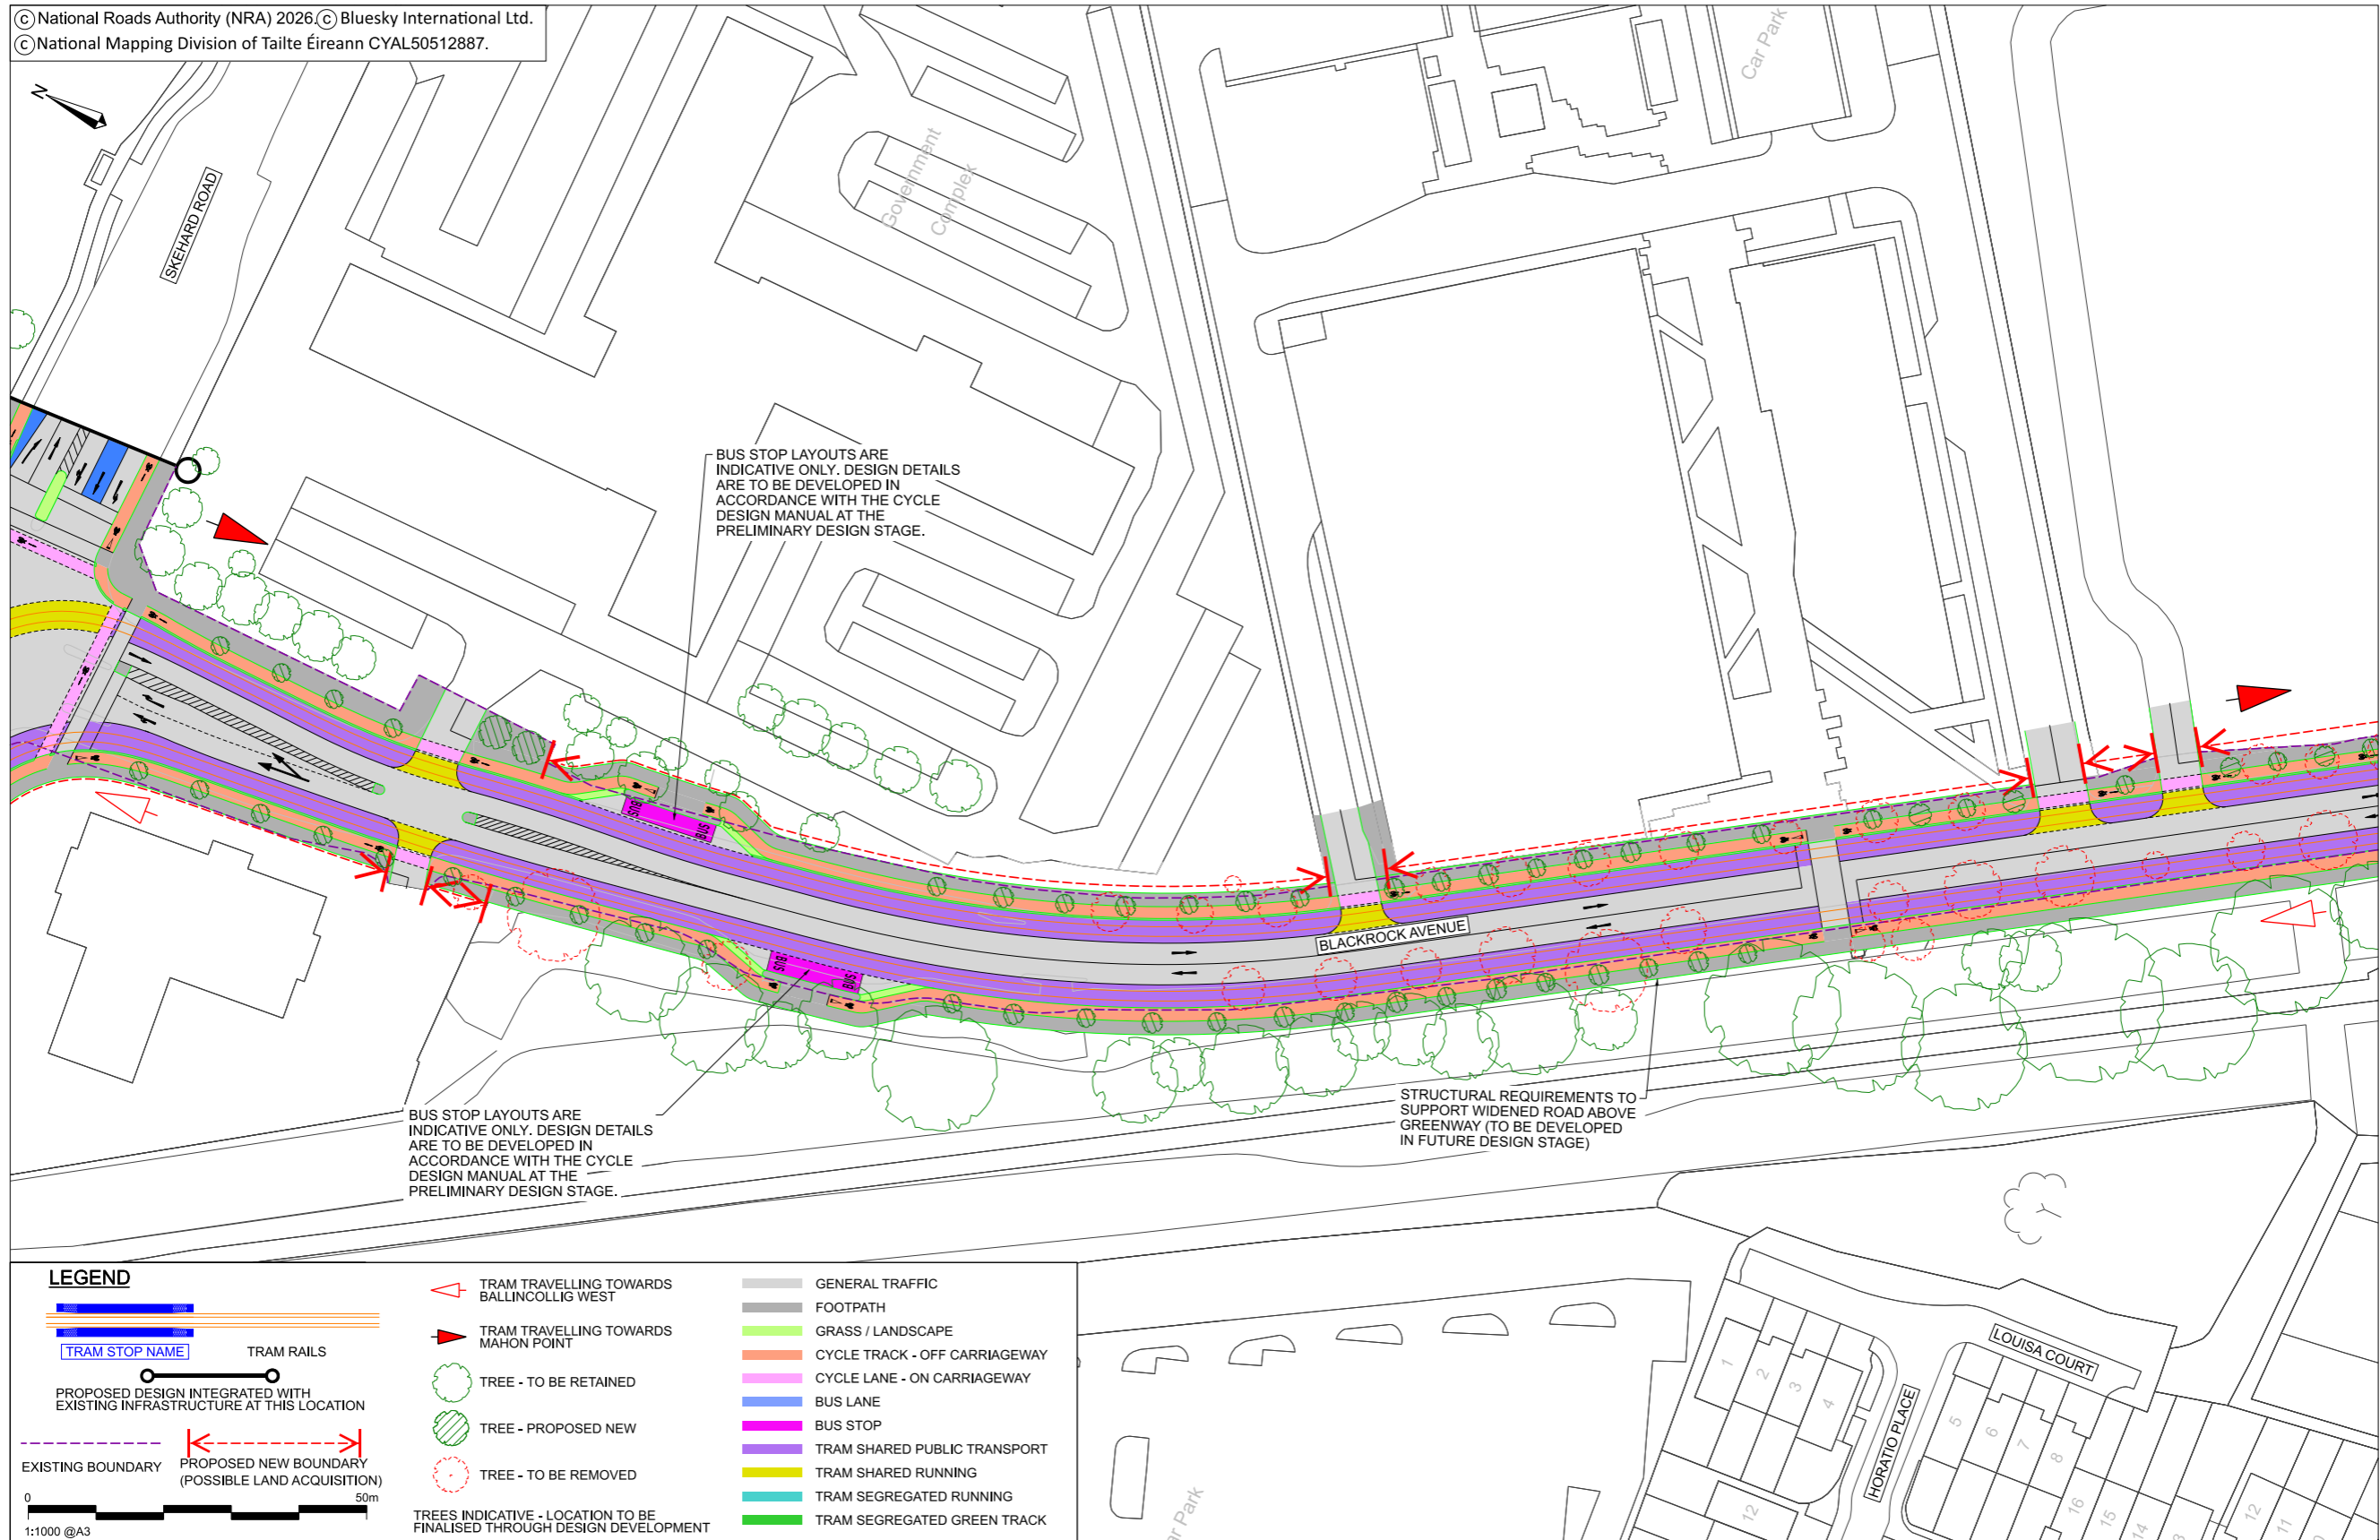 © National Roads Authority (NRA) 2026. © Bluesky International Ltd.
© National Mapping Division of Tailte Éireann CYAL50512887.
N
SKEHARD ROAD
Government
Complex
Car Park
BUS STOP LAYOUTS ARE
INDICATIVE ONLY. DESIGN DETAILS
ARE TO BE DEVELOPED IN
ACCORDANCE WITH THE CYCLE
DESIGN MANUAL AT THE
PRELIMINARY DESIGN STAGE.
BUS
BUS
BLACKROCK AVENUE
BUS
BUS
BUS STOP LAYOUTS ARE
INDICATIVE ONLY. DESIGN DETAILS
ARE TO BE DEVELOPED IN
ACCORDANCE WITH THE CYCLE
DESIGN MANUAL AT THE
PRELIMINARY DESIGN STAGE.
STRUCTURAL REQUIREMENTS TO
SUPPORT WIDENED ROAD ABOVE
GREENWAY (TO BE DEVELOPED
IN FUTURE DESIGN STAGE)
LEGEND
TRAM STOP NAME
TRAM RAILS
PROPOSED DESIGN INTEGRATED WITH
EXISTING INFRASTRUCTURE AT THIS LOCATION
EXISTING BOUNDARY
PROPOSED NEW BOUNDARY
(POSSIBLE LAND ACQUISITION)
0
50m
1:1000 @A3
TRAM TRAVELLING TOWARDS
BALLINCOLLIG WEST
TRAM TRAVELLING TOWARDS
MAHON POINT
TREE - TO BE RETAINED
TREE - PROPOSED NEW
TREE - TO BE REMOVED
TREES INDICATIVE - LOCATION TO BE
FINALISED THROUGH DESIGN DEVELOPMENT
GENERAL TRAFFIC
FOOTPATH
GRASS / LANDSCAPE
CYCLE TRACK - OFF CARRIAGEWAY
CYCLE LANE - ON CARRIAGEWAY
BUS LANE
BUS STOP
TRAM SHARED PUBLIC TRANSPORT
TRAM SHARED RUNNING
TRAM SEGREGATED RUNNING
TRAM SEGREGATED GREEN TRACK
ar Park
LOUISA COURT
HORATIO PLACE
1
2
3
4
5
6
7
8
12
16
15
14
12
11